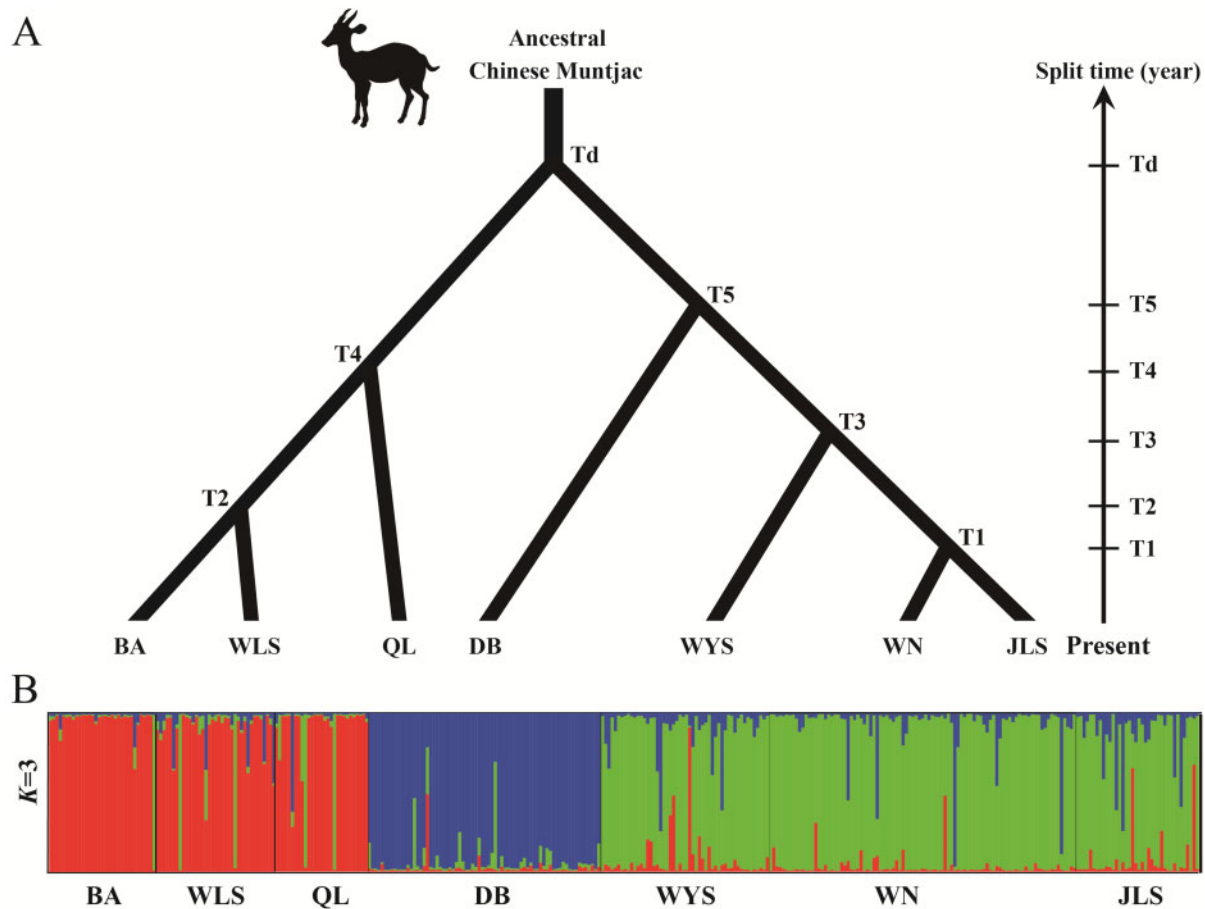 A
Ancestral
Chinese Muntjac
Split time (year)
Td
Td
T5
T5
T4
T4
T3
T3
T2
T2
T1
T1
BA
WLS
QL
DB
WYS
WN
JLS
Present
B
K=3
BA
WLS
QL
DB
WYS
WN
JLS